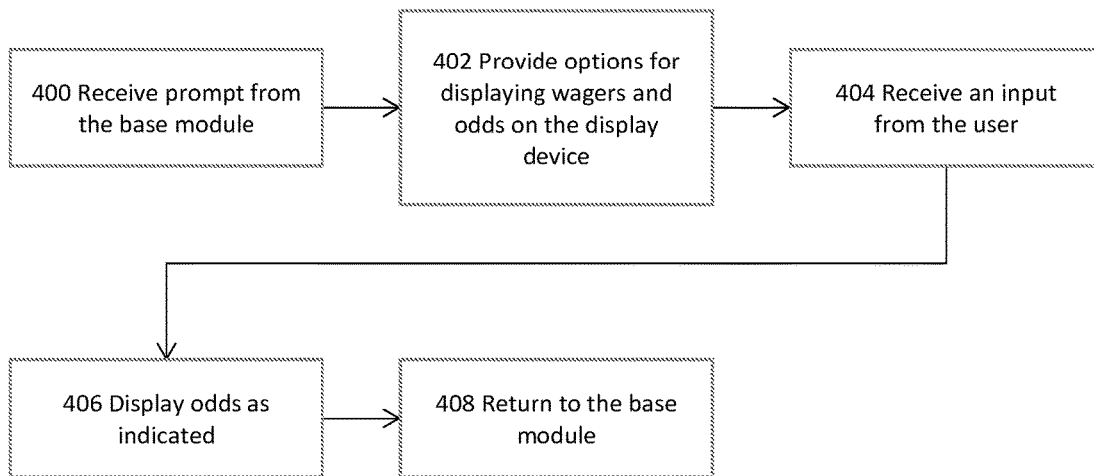 400 Receive prompt from
the base module
402 Provide options for
displaying wagers and
odds on the display
device
404 Receive an input
from the user
406 Display odds as
indicated
408 Return to the base
module